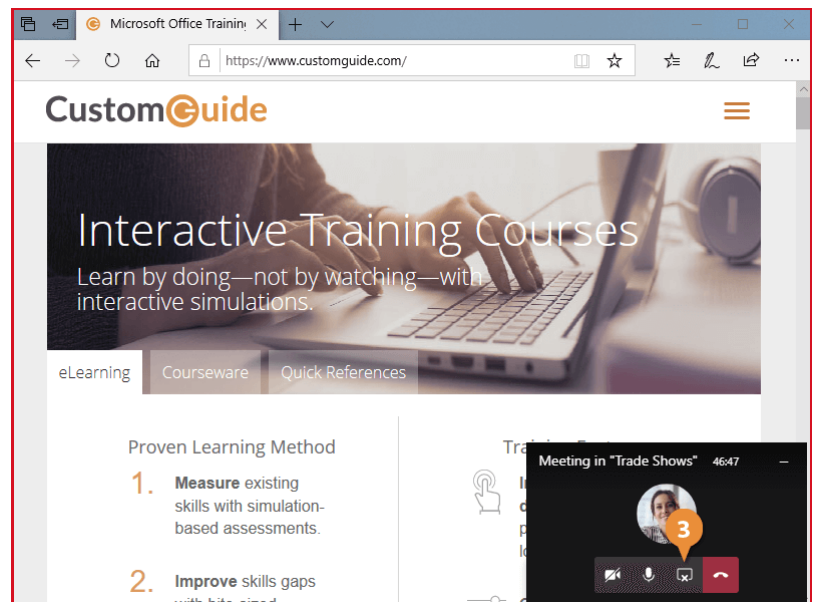 Microsoft Office Training
https://www.customguide.com/
CustomGuide
Interactive Training Courses
Learn by doing—not by watching—with
interactive simulations.
eLearning
Courseware
Quick References
Proven Learning Method
1.
Measure existing
skills with simulation-
based assessments.
2.
Improve skills gaps
Meeting in "Trade Shows"
46:47
3